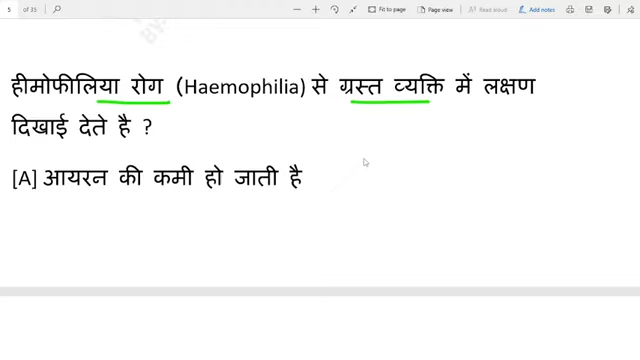 5 of 35
Fit to page
Page view
Read aloud
Add notes
हीमोफीलिया रोग (Haemophilia) से ग्रस्त व्यक्ति में लक्षण
दिखाई देते है ?
[A] आयरन की कमी हो जाती है